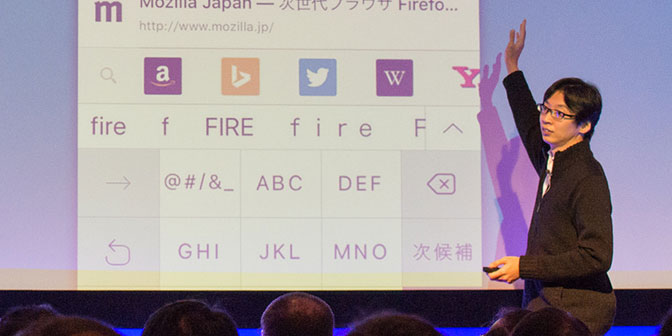 m
Mozilla Japan — 次世代ブラウザ Firefo...
http://www.mozilla.jp/
a W Y
fire f FIRE f i r e F
@#/&_ ABC DEF
GHI JKL MNO 次候補